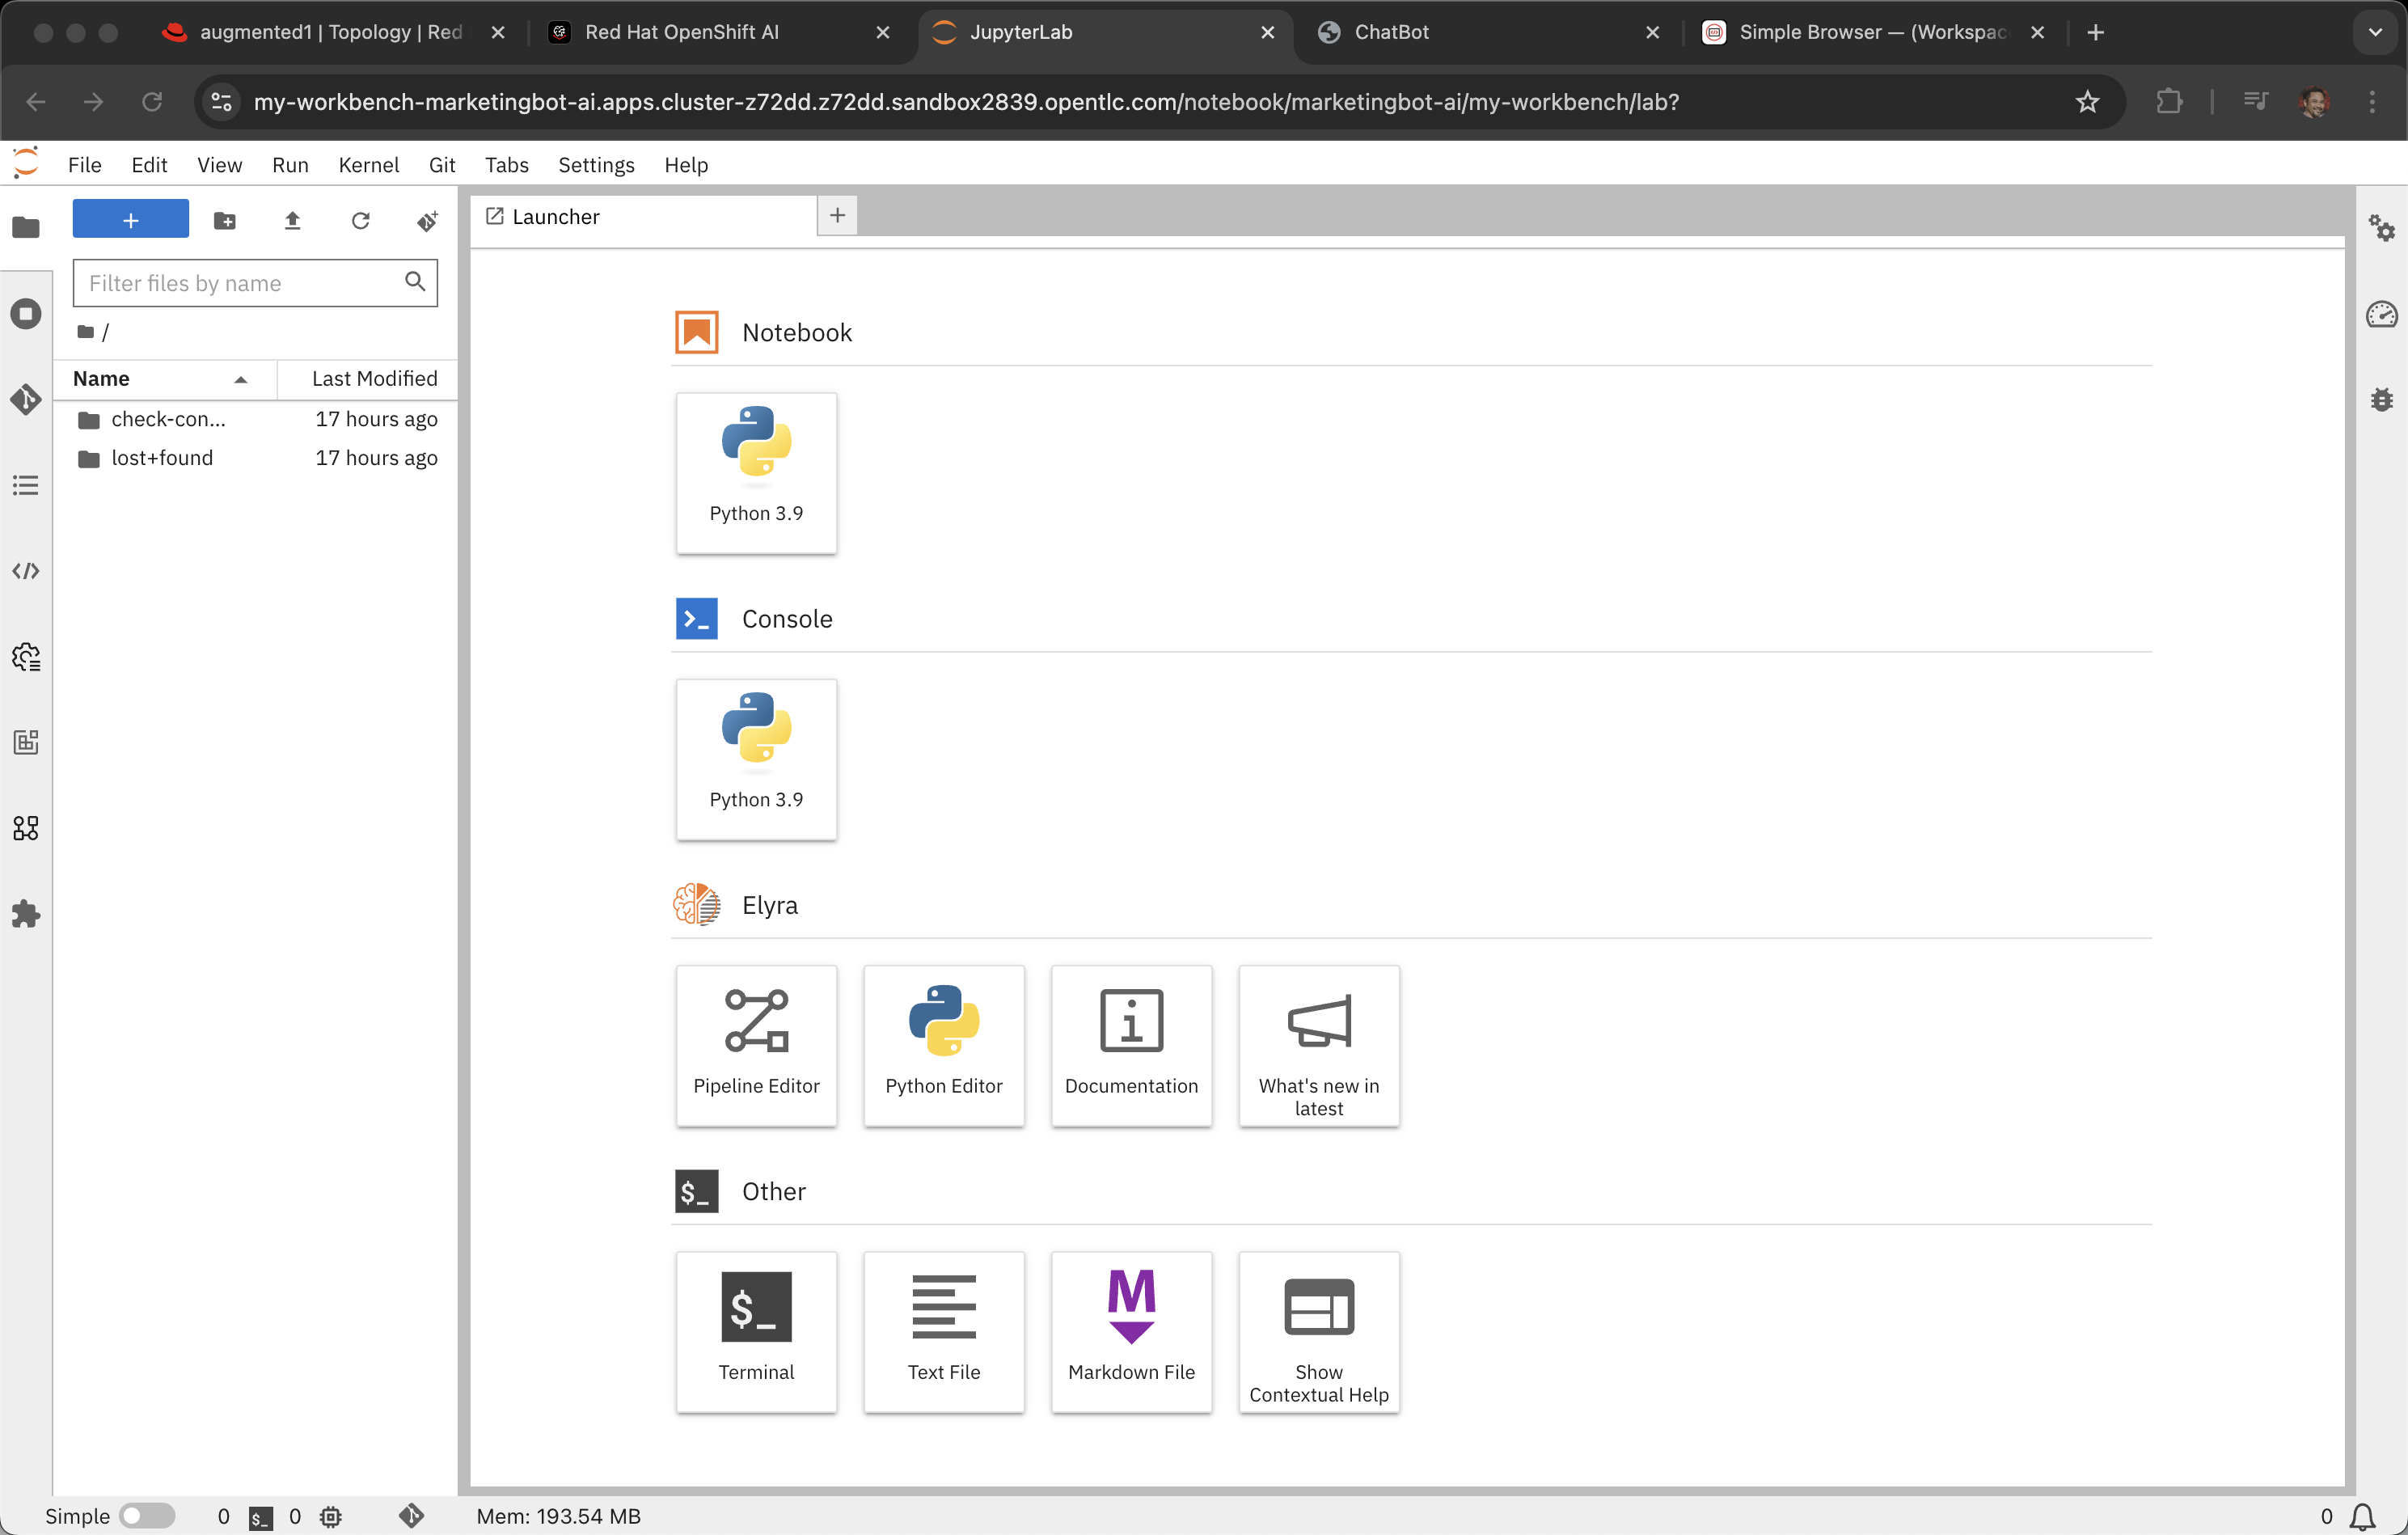 augmented1 | Topology | Red
Red Hat OpenShift AI
JupyterLab
ChatBot
Simple Browser — (Workspac
my-workbench-marketingbot-ai.apps.cluster-z72dd.z72dd.sandbox2839.opentlc.com/notebook/marketingbot-ai/my-workbench/lab?
File Edit View Run Kernel Git Tabs Settings Help
Launcher
Filter files by name
/
Name Last Modified
check-con... 17 hours ago
lost+found 17 hours ago
Notebook
Python 3.9
Console
Python 3.9
Elyra
Pipeline Editor
Python Editor
Documentation
What's new in
latest
$_ Other
$_
Terminal
Text File
M
Markdown File
Show
Contextual Help
Simple 0 $_ 0 Mem: 193.54 MB 0